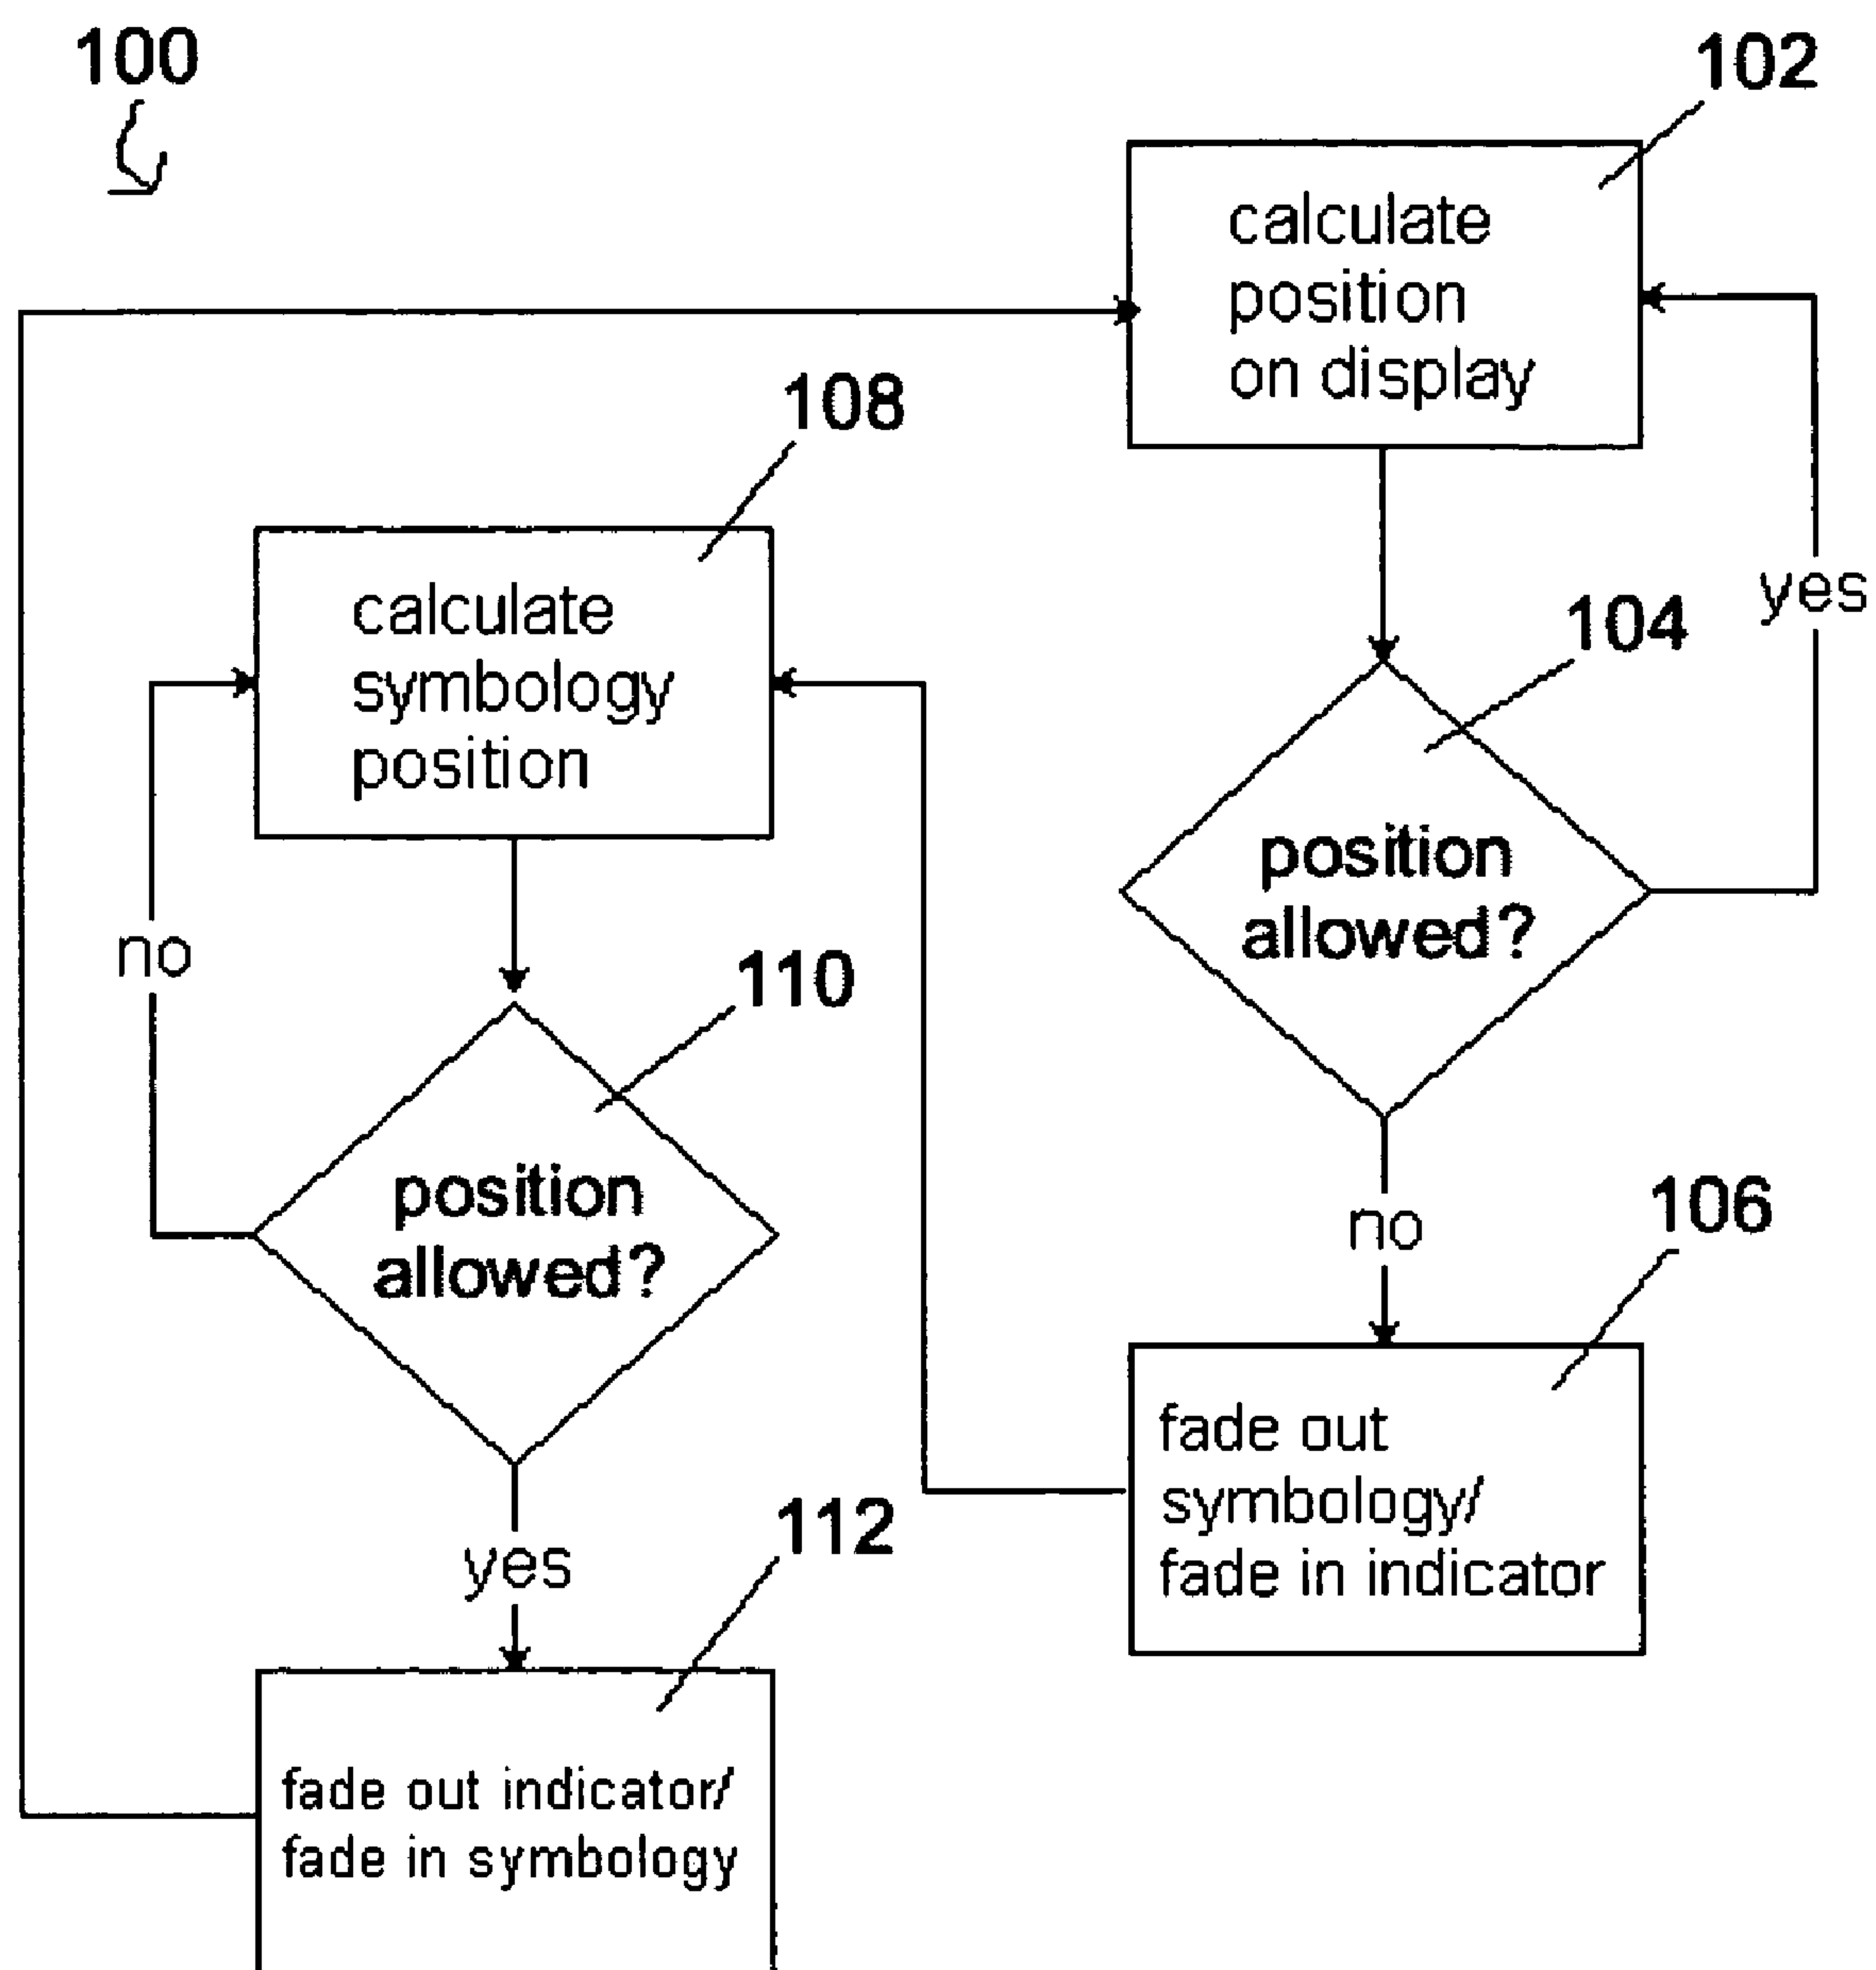 100
102
calculate
position
on display
108
calculate
symbology
position
yes
104
position
allowed?
no
110
position
allowed?
no
106
fade out
symbology/
fade in indicator
yes
112
fade out indicator/
fade in symbology